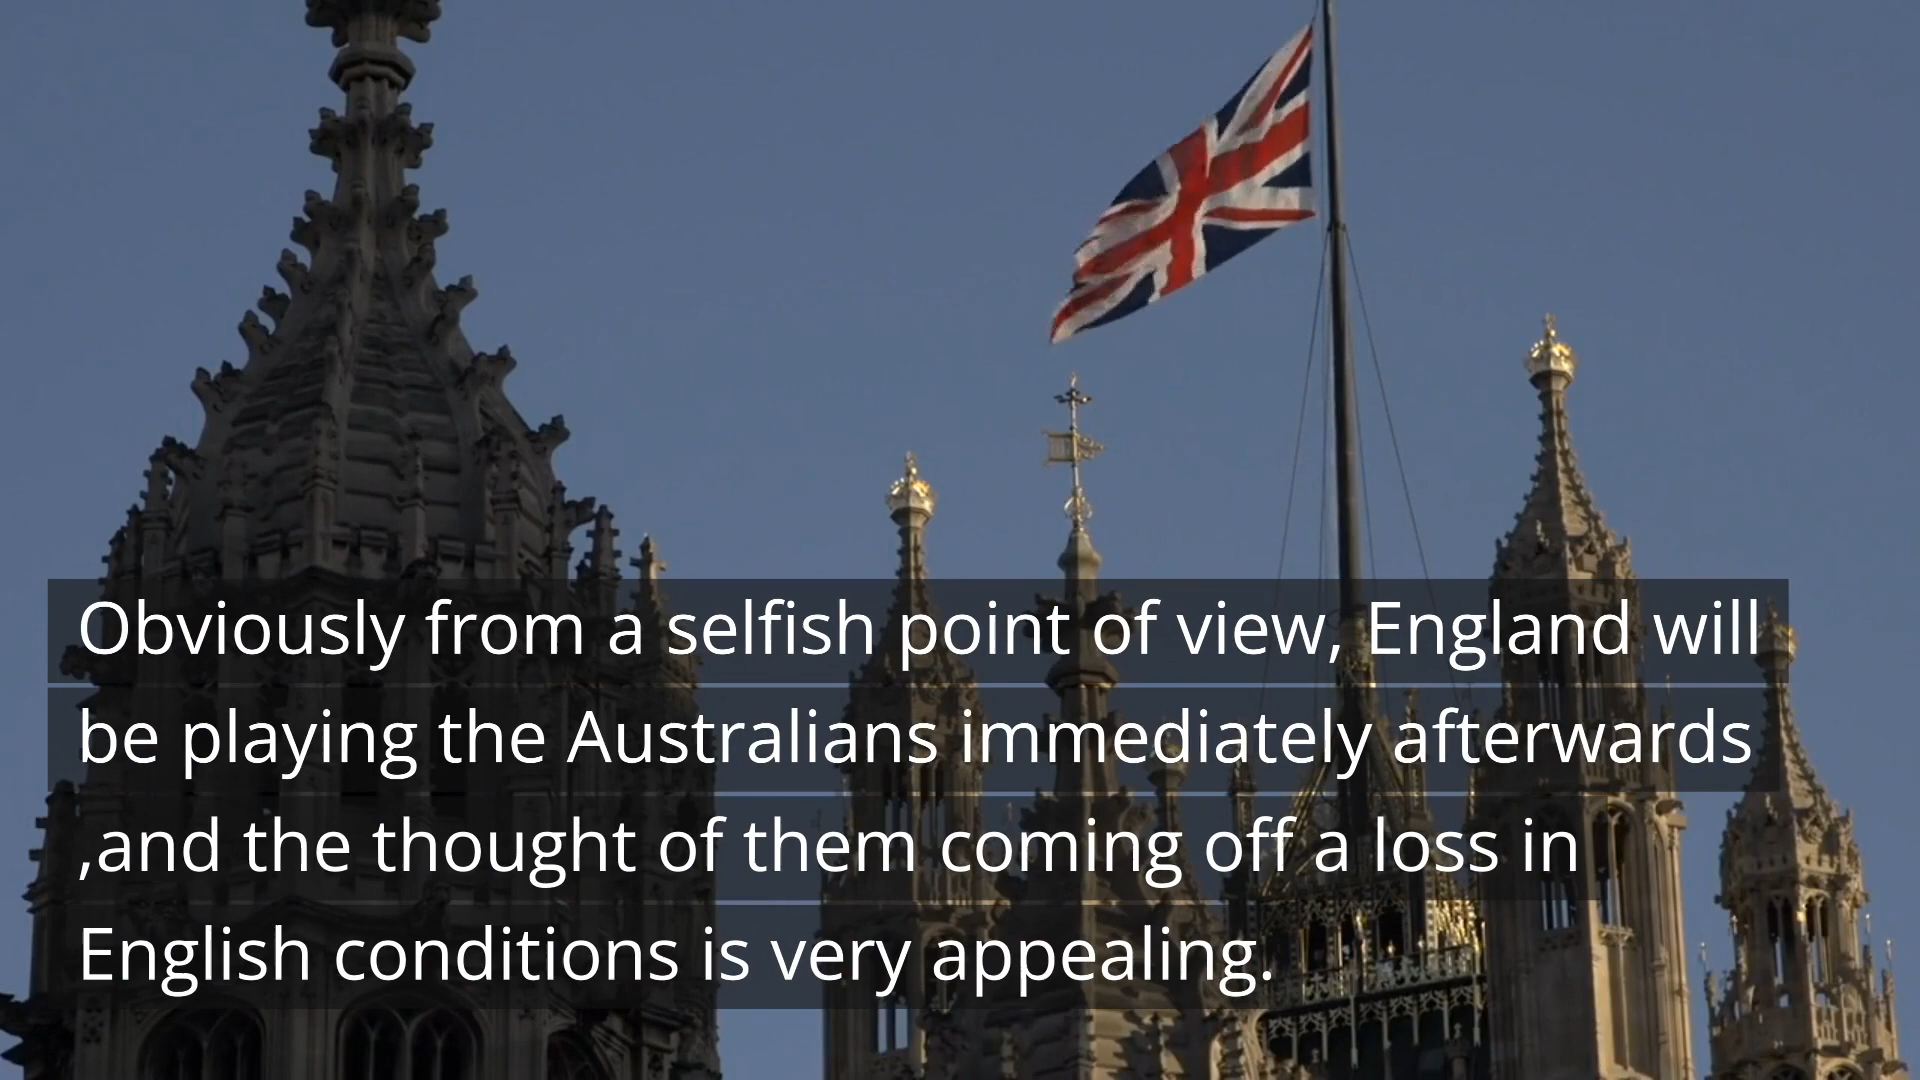 Obviously from a selfish point of view, England will
be playing the Australians immediately afterwards
,and the thought of them coming off a loss in
English conditions is very appealing.